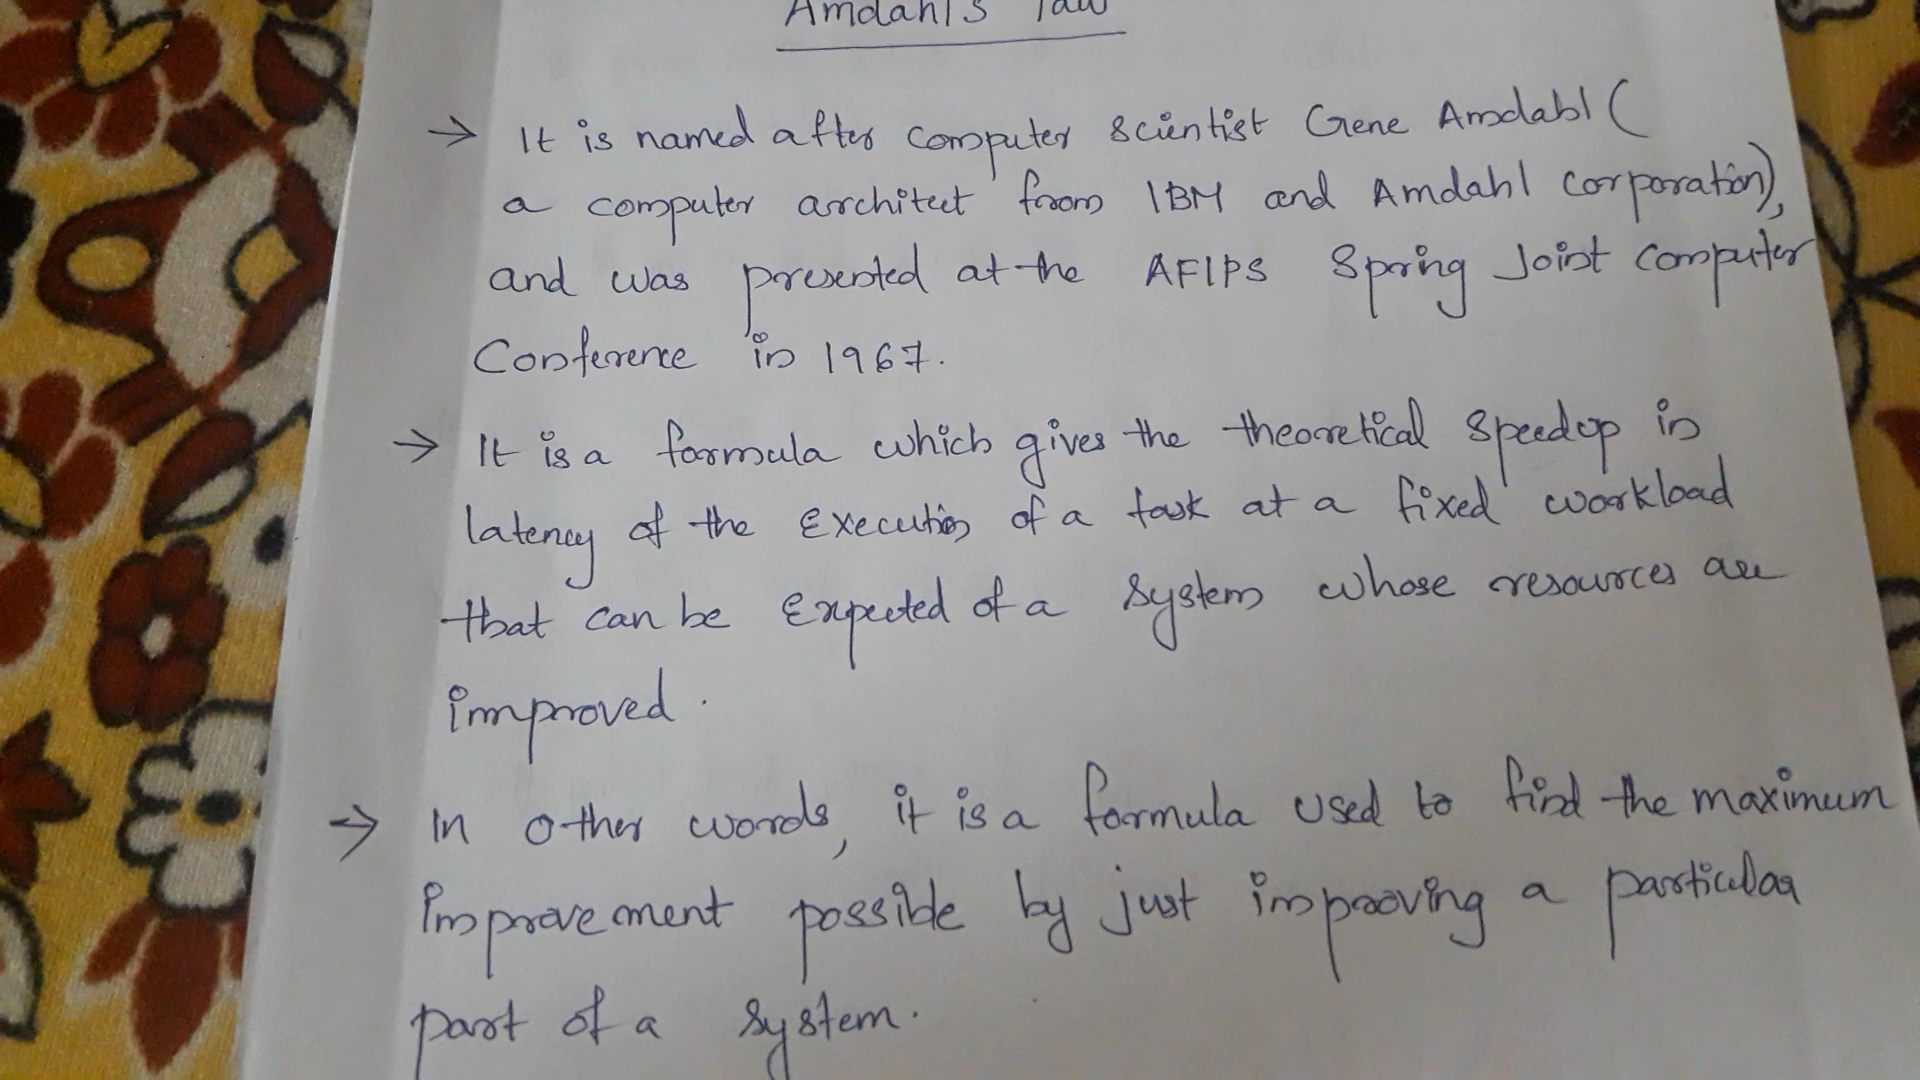 Amdahl's law
→ It is named after computer scientist Gene Amdahl (
a computer architect from IBM and Amdahl corporation),
and was presented at the AFIPS Spring Joint Computer
Conference in 1967.
→ It is a formula which gives the theoretical speedup in
latency of the Execution of a task at a fixed workload
that can be Expected of a system whose resources are
improved.
→ In other words, it is a formula used to find the maximum
improvement possible by just improving a particular
part of a system.